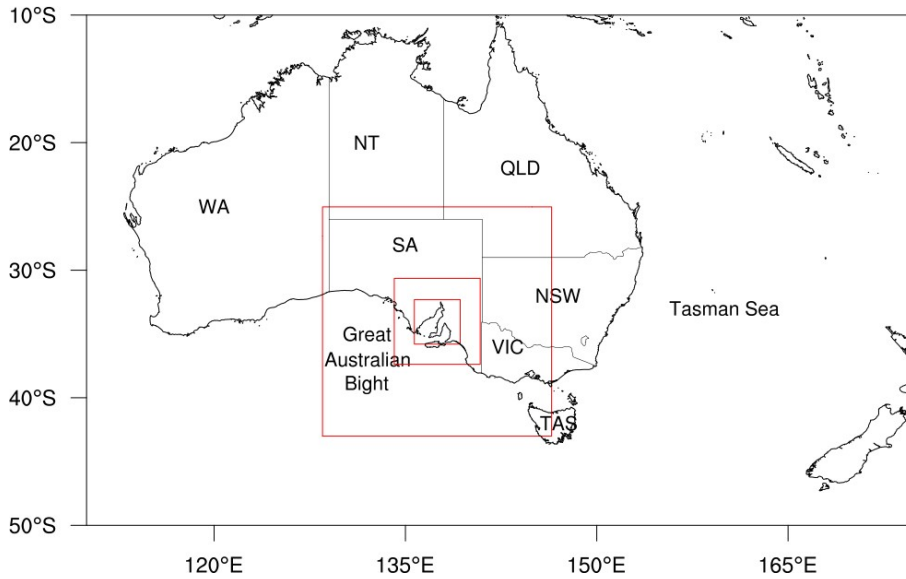 10°S
20°S
30°S
40°S
50°S
120°E
135°E
150°E
165°E
NT
QLD
WA
SA
NSW
Tasman Sea
Great
Australian
Bight
VIC
TAS